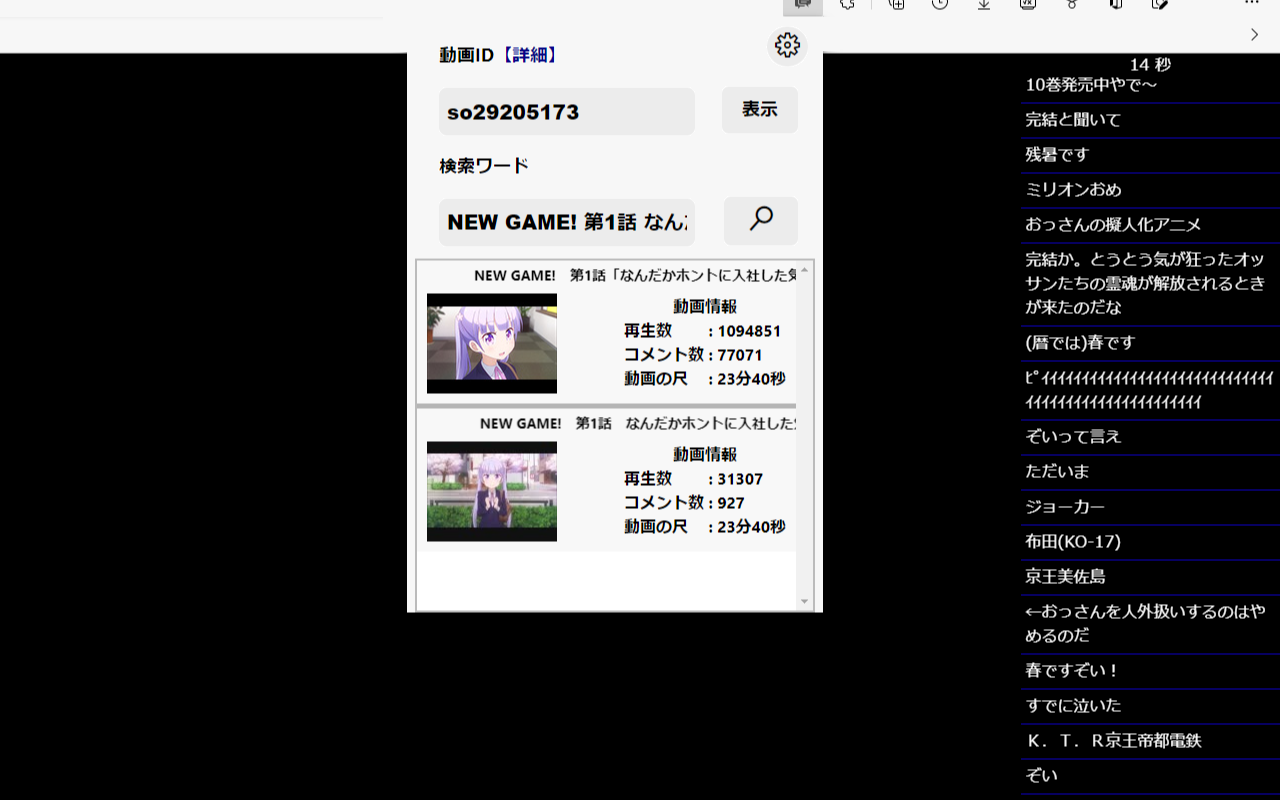 動画ID【詳細】
so29205173
表示
検索ワード
NEW GAME! 第1話 なん
NEW GAME!　第1話「なんだかホントに入社した気
動画情報
再生数 : 1094851
コメント数 : 77071
動画の尺 : 23分40秒
NEW GAME!　第1話　なんだかホントに入社した
動画情報
再生数 : 31307
コメント数 : 927
動画の尺 : 23分40秒
14 秒
10巻発売中やで～
完結と聞いて
残暑です
ミリオンおめ
おっさんの擬人化アニメ
完結か。とうとう気が狂ったオッ
サンたちの霊魂が解放されるとき
が来たのだな
(暦では)春です
ﾋﾟｲｲｲｲｲｲｲｲｲｲｲｲｲｲｲｲｲｲｲｲｲｲｲｲｲｲｲｲｲ
ｲｲｲｲｲｲｲｲｲｲｲｲｲｲｲｲｲｲｲｲｲｲ
ぞいって言え
ただいま
ジョーカー
布田(KO-17)
京王美佐島
←おっさんを人外扱いするのはや
めるのだ
春ですぞい！
すでに泣いた
Ｋ．Ｔ．Ｒ京王帝都電鉄
ぞい